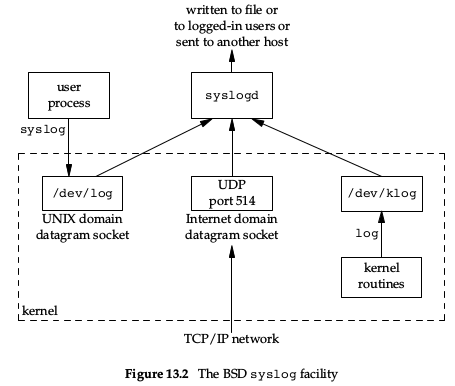 written to file or
to logged-in users or
sent to another host
user
process
syslogd
syslog
/dev/log
UDP
port 514
/dev/klog
UNIX domain
datagram socket
Internet domain
datagram socket
log
kernel
routines
kernel
TCP/IP network
Figure 13.2 The BSD syslog facility